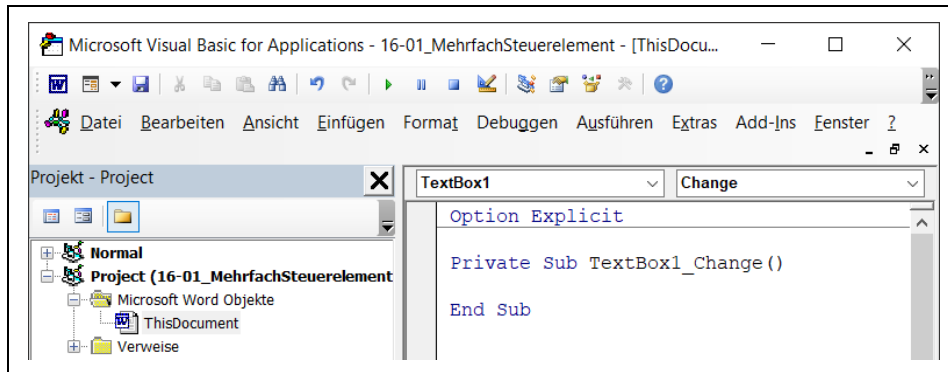 Microsoft Visual Basic for Applications - 16-01_MehrfachSteuerelement - [ThisDocu...
Datei Bearbeiten Ansicht Einfügen Format Debuggen Ausführen Extras Add-Ins Fenster ?
Projekt - Project
TextBox1 Change
Normal
Project (16-01_MehrfachSteuerelement
Microsoft Word Objekte
ThisDocument
Verweise
Option Explicit
Private Sub TextBox1_Change()
End Sub